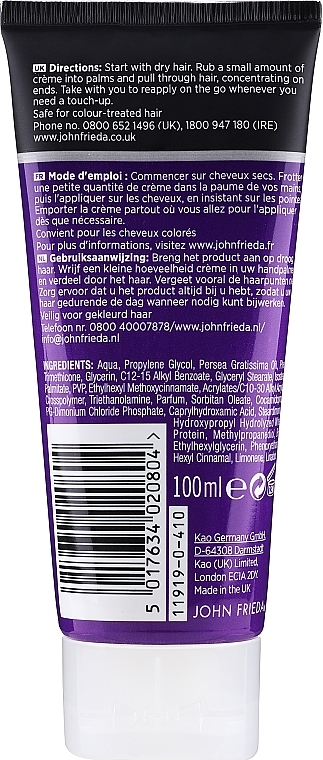 UK Directions: Start with dry hair. Rub a small amount of
crème into palms and pull through hair, concentrating on
ends. Take with you to reapply on the go whenever you
need a touch-up.
Safe for colour-treated hair
Phone no. 0800 652 1496 (UK), 1800 947 180 (IRE)
www.johnfrieda.com
FR Mode d'emploi : Commencer sur cheveux secs. Frotter
une petite quantité de crème dans la paume de vos mains,
puis l'appliquer sur les cheveux, en insistant sur les pointes.
Emporter la crème partout où vous allez pour l'appliquer
dès que nécessaire.
Convient pour les cheveux colorés
Pour plus d'informations, visitez www.johnfrieda.com
NL Gebruiksaanwijzing: Breng het product aan op droog
haar. Wrijf een kleine hoeveelheid crème in uw handpalmen
en verdeel door het haar. Vergeet vooral de haarpunten
Zorg ervoor dat u het product altijd bij u hebt, zodat u
haar gedurende de dag wanneer nodig kunt bijwerken.
Veilig voor gekleurd haar
Telefoon nr. 0800 40007878/ www.johnfrieda.nl/
info@johnfrieda.nl
INGREDIENTS: Aqua, Propylene Glycol, Persea Gratissima Oil,
Trimethicone, Glycerin, C12-15 Alkyl Benzoate, Glyceryl Stearate,
Palmitate, PVP, Ethylhexyl Methoxycinnamate, Acrylates/C10-30 Alkyl
Crosspolymer, Triethanolamine, Parfum, Sorbitan Oleate,
PG-Dimonium Chloride Phosphate, Caprylhydroxamic Acid,
Hydroxypropyl Hydrolyzed
Protein, Methylpropanediol,
Ethylhexylglycerin,
Hexyl Cinnamal, Limonene,
100ml e
5 017634 020804 >
11919-0-410
Kao Germany GmbH
D-64308 Darmstadt
Kao (UK) Limited,
London EC1A 2DY.
Made in the UK
JOHN FRIEDA